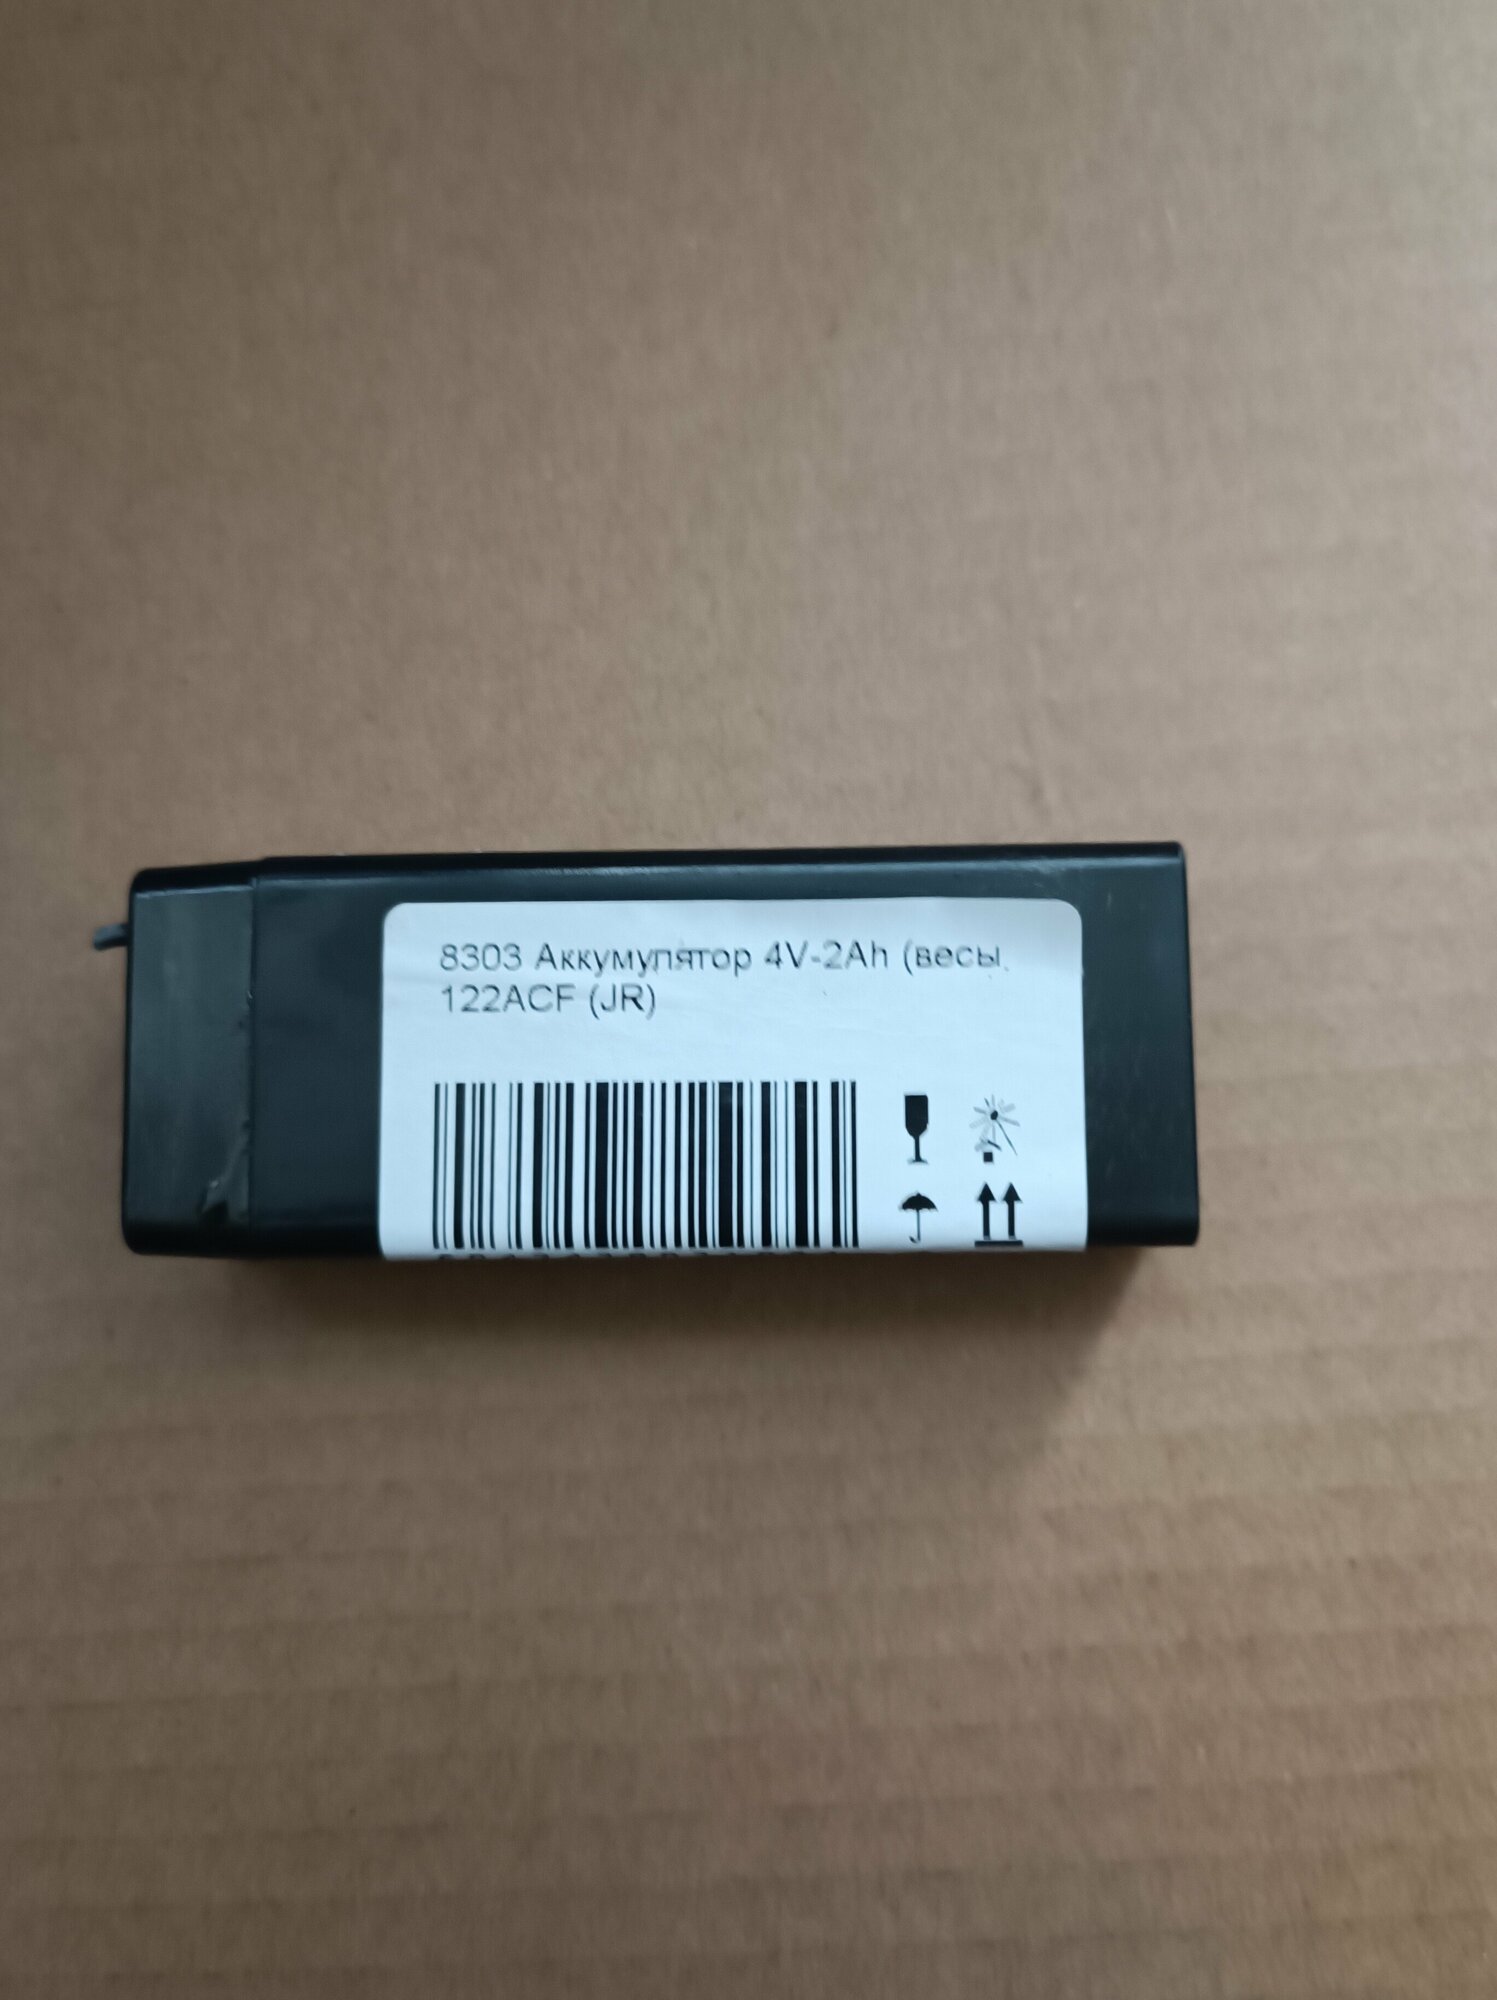 8303 Аккумулятор 4V-2Ah (весы,
122ACF (JR)